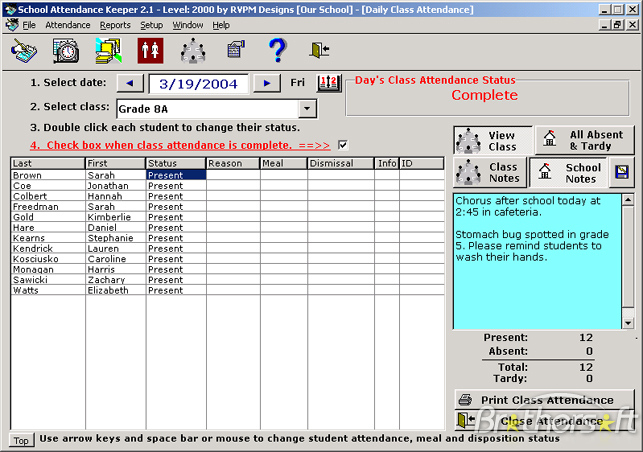 School Attendance Keeper 2.1 - Level: 2000 by RVPM Designs [Our School] - [Daily Class Attendance]
File Attendance Reports Setup Window Help
1. Select date: 3/19/2004 Fri
Day's Class Attendance Status
Complete
2. Select class: Grade 8A
3. Double click each student to change their status.
4. Check box when class attendance is complete. ==>>
View Class
All Absent & Tardy
Class Notes
School Notes
Last First Status Reason Meal Dismissal Info ID
Brown Sarah Present
Coe Jonathan Present
Colbert Hannah Present
Freedman Sarah Present
Gold Kimberlie Present
Hare Daniel Present
Kearns Stephanie Present
Kendrick Lauren Present
Kosciusko Caroline Present
Monagan Harris Present
Sawicki Zachary Present
Watts Elizabeth Present
Chorus after school today at
2:45 in cafeteria.
Stomach bug spotted in grade
5. Please remind students to
wash their hands.
Present: 12
Absent: 0
Total: 12
Tardy: 0
Print Class Attendance
Close Attendance
Brothersoft
Top Use arrow keys and space bar or mouse to change student attendance, meal and disposition status